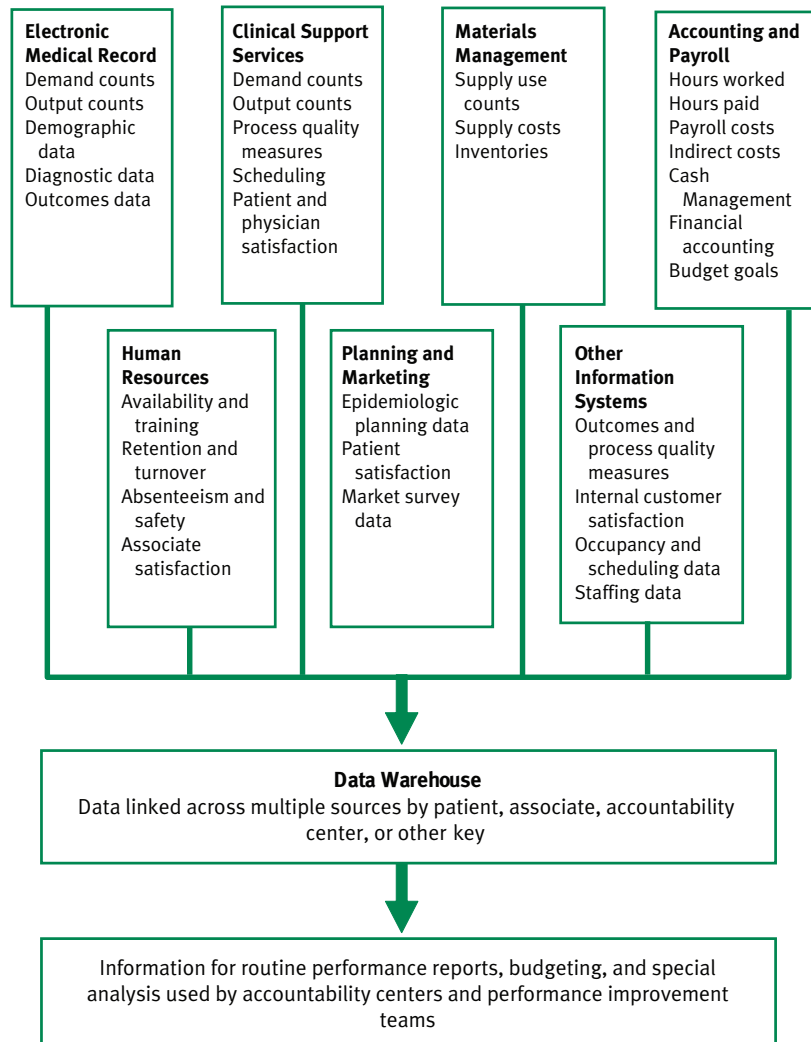 Electronic
Medical Record
Demand counts
Output counts
Demographic
data
Diagnostic data
Outcomes data
Clinical Support
Services
Demand counts
Output counts
Process quality
measures
Scheduling
Patient and
physician
satisfaction
Materials
Management
Supply use
counts
Supply costs
Inventories
Accounting and
Payroll
Hours worked
Hours paid
Payroll costs
Indirect costs
Cash
Management
Financial
accounting
Budget goals
Human
Resources
Availability and
training
Retention and
turnover
Absenteeism and
safety
Associate
satisfaction
Planning and
Marketing
Epidemiologic
planning data
Patient
satisfaction
Market survey
data
Other
Information
Systems
Outcomes and
process quality
measures
Internal customer
satisfaction
Occupancy and
scheduling data
Staffing data
Data Warehouse
Data linked across multiple sources by patient, associate, accountability
center, or other key
Information for routine performance reports, budgeting, and special
analysis used by accountability centers and performance improvement
teams